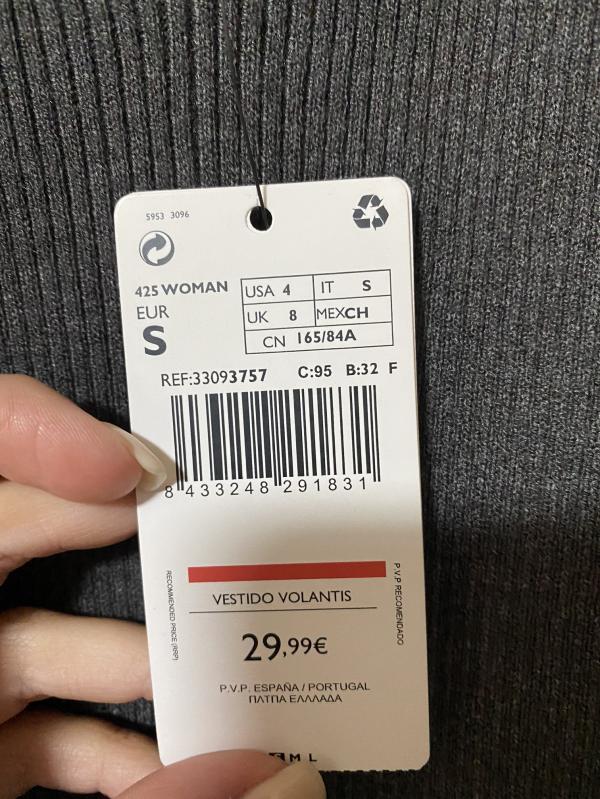 5953 3096
425 WOMAN
EUR
S
USA 4 IT S
UK 8 MEX CH
CN 165/84A
REF:33093757 C:95 B:32 F
8 433248 291831
RECOMMENDED PRICE (RRP)
P.V.P RECOMENDADO
VESTIDO VOLANTIS
29,99€
P.V.P. ESPAÑA / PORTUGAL
ΠΛΤΠΑ ΕΛΛΑΔΑ
M L